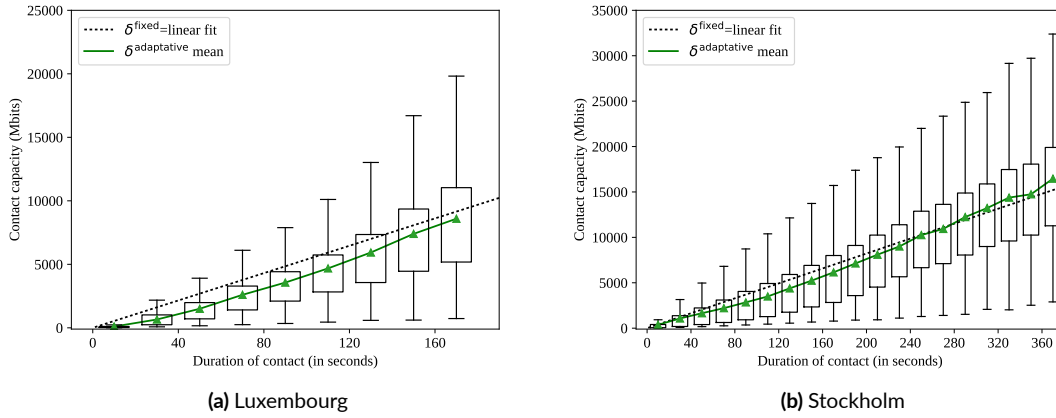 25000
20000
15000
10000
5000
0
Contact capacity (Mbits)
δfixed=linear fit
δadaptative mean
0 40 80 120 160
Duration of contact (in seconds)
(a) Luxembourg
35000
30000
25000
20000
15000
10000
5000
0
Contact capacity (Mbits)
δfixed=linear fit
δadaptative mean
0 40 80 120 160 200 240 280 320 360
Duration of contact (in seconds)
(b) Stockholm